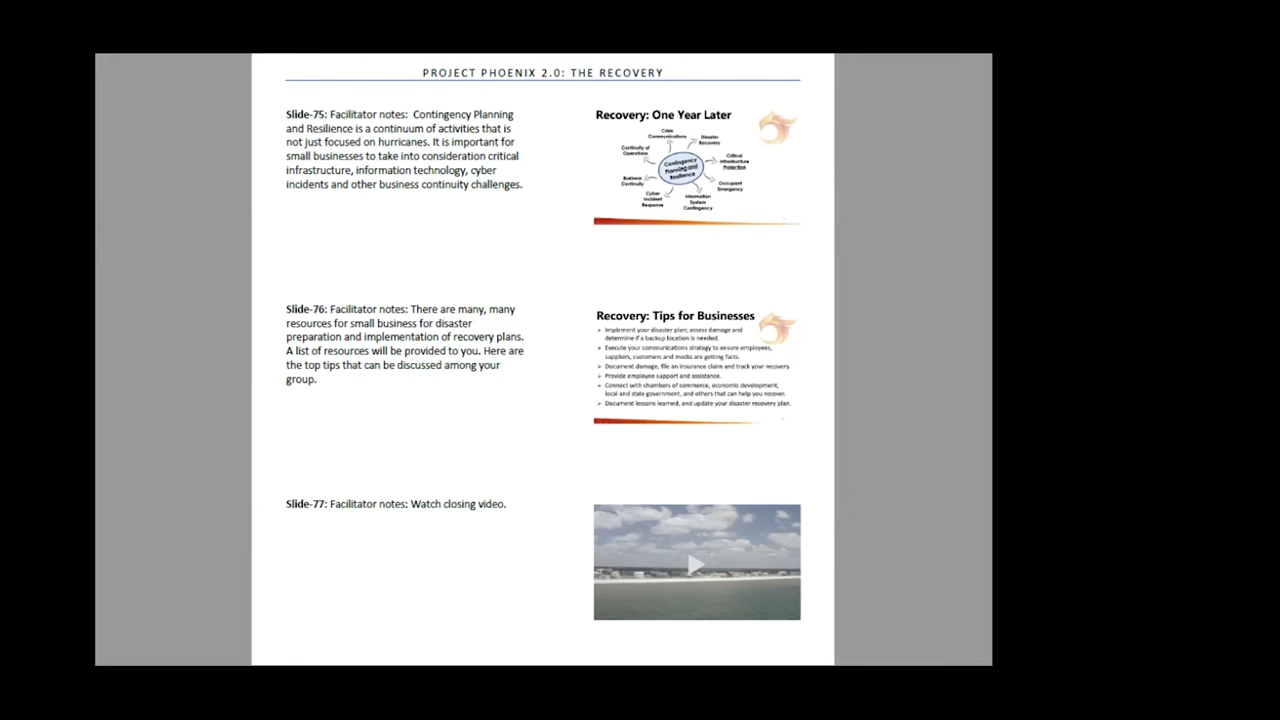 PROJECT PHOENIX 2.0: THE RECOVERY
Slide-75: Facilitator notes:  Contingency Planning
and Resilience is a continuum of activities that is
not just focused on hurricanes. It is important for
small businesses to take into consideration critical
infrastructure, information technology, cyber
incidents and other business continuity challenges.
Recovery: One Year Later
Crisis
Communications
Disaster
Recovery
Continuity of
Operations
Critical
Infrastructure
Protection
Contingency
Planning and
Resilience
Business
Continuity
Occupant
Emergency
Cyber
Incident
Response
Information
System
Contingency
Slide-76: Facilitator notes: There are many, many
resources for small business for disaster
preparation and implementation of recovery plans.
A list of resources will be provided to you. Here are
the top tips that can be discussed among your
group.
Recovery: Tips for Businesses
➢ Implement your disaster plan; assess damage and
determine if a backup location is needed.
➢ Execute your communications strategy to ensure employees,
suppliers, customers and media are getting facts.
➢ Document damage, file an insurance claim and track your recovery.
➢ Provide employee support and assistance.
➢ Connect with chambers of commerce, economic development,
local and state government, and others that can help you recover.
➢ Document lessons learned, and update your disaster recovery plan.
Slide-77: Facilitator notes: Watch closing video.